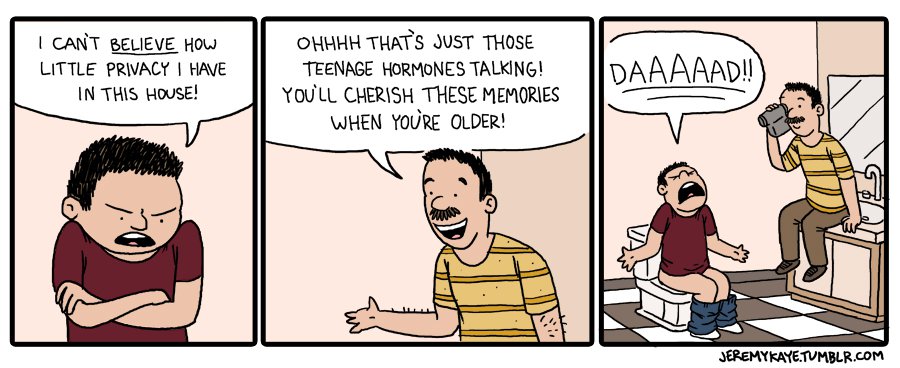 I CAN'T BELIEVE HOW
LITTLE PRIVACY I HAVE
IN THIS HOUSE!
OHHHH THAT'S JUST THOSE
TEENAGE HORMONES TALKING!
YOU'LL CHERISH THESE MEMORIES
WHEN YOU'RE OLDER!
DAAAAAAD!!
JEREMYKAYE.TUMBLR.COM